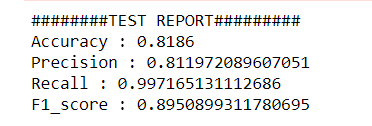 ########TEST REPORT#########
Accuracy : 0.8186
Precision : 0.811972089607051
Recall : 0.997165131112686
F1_score : 0.8950899311780695